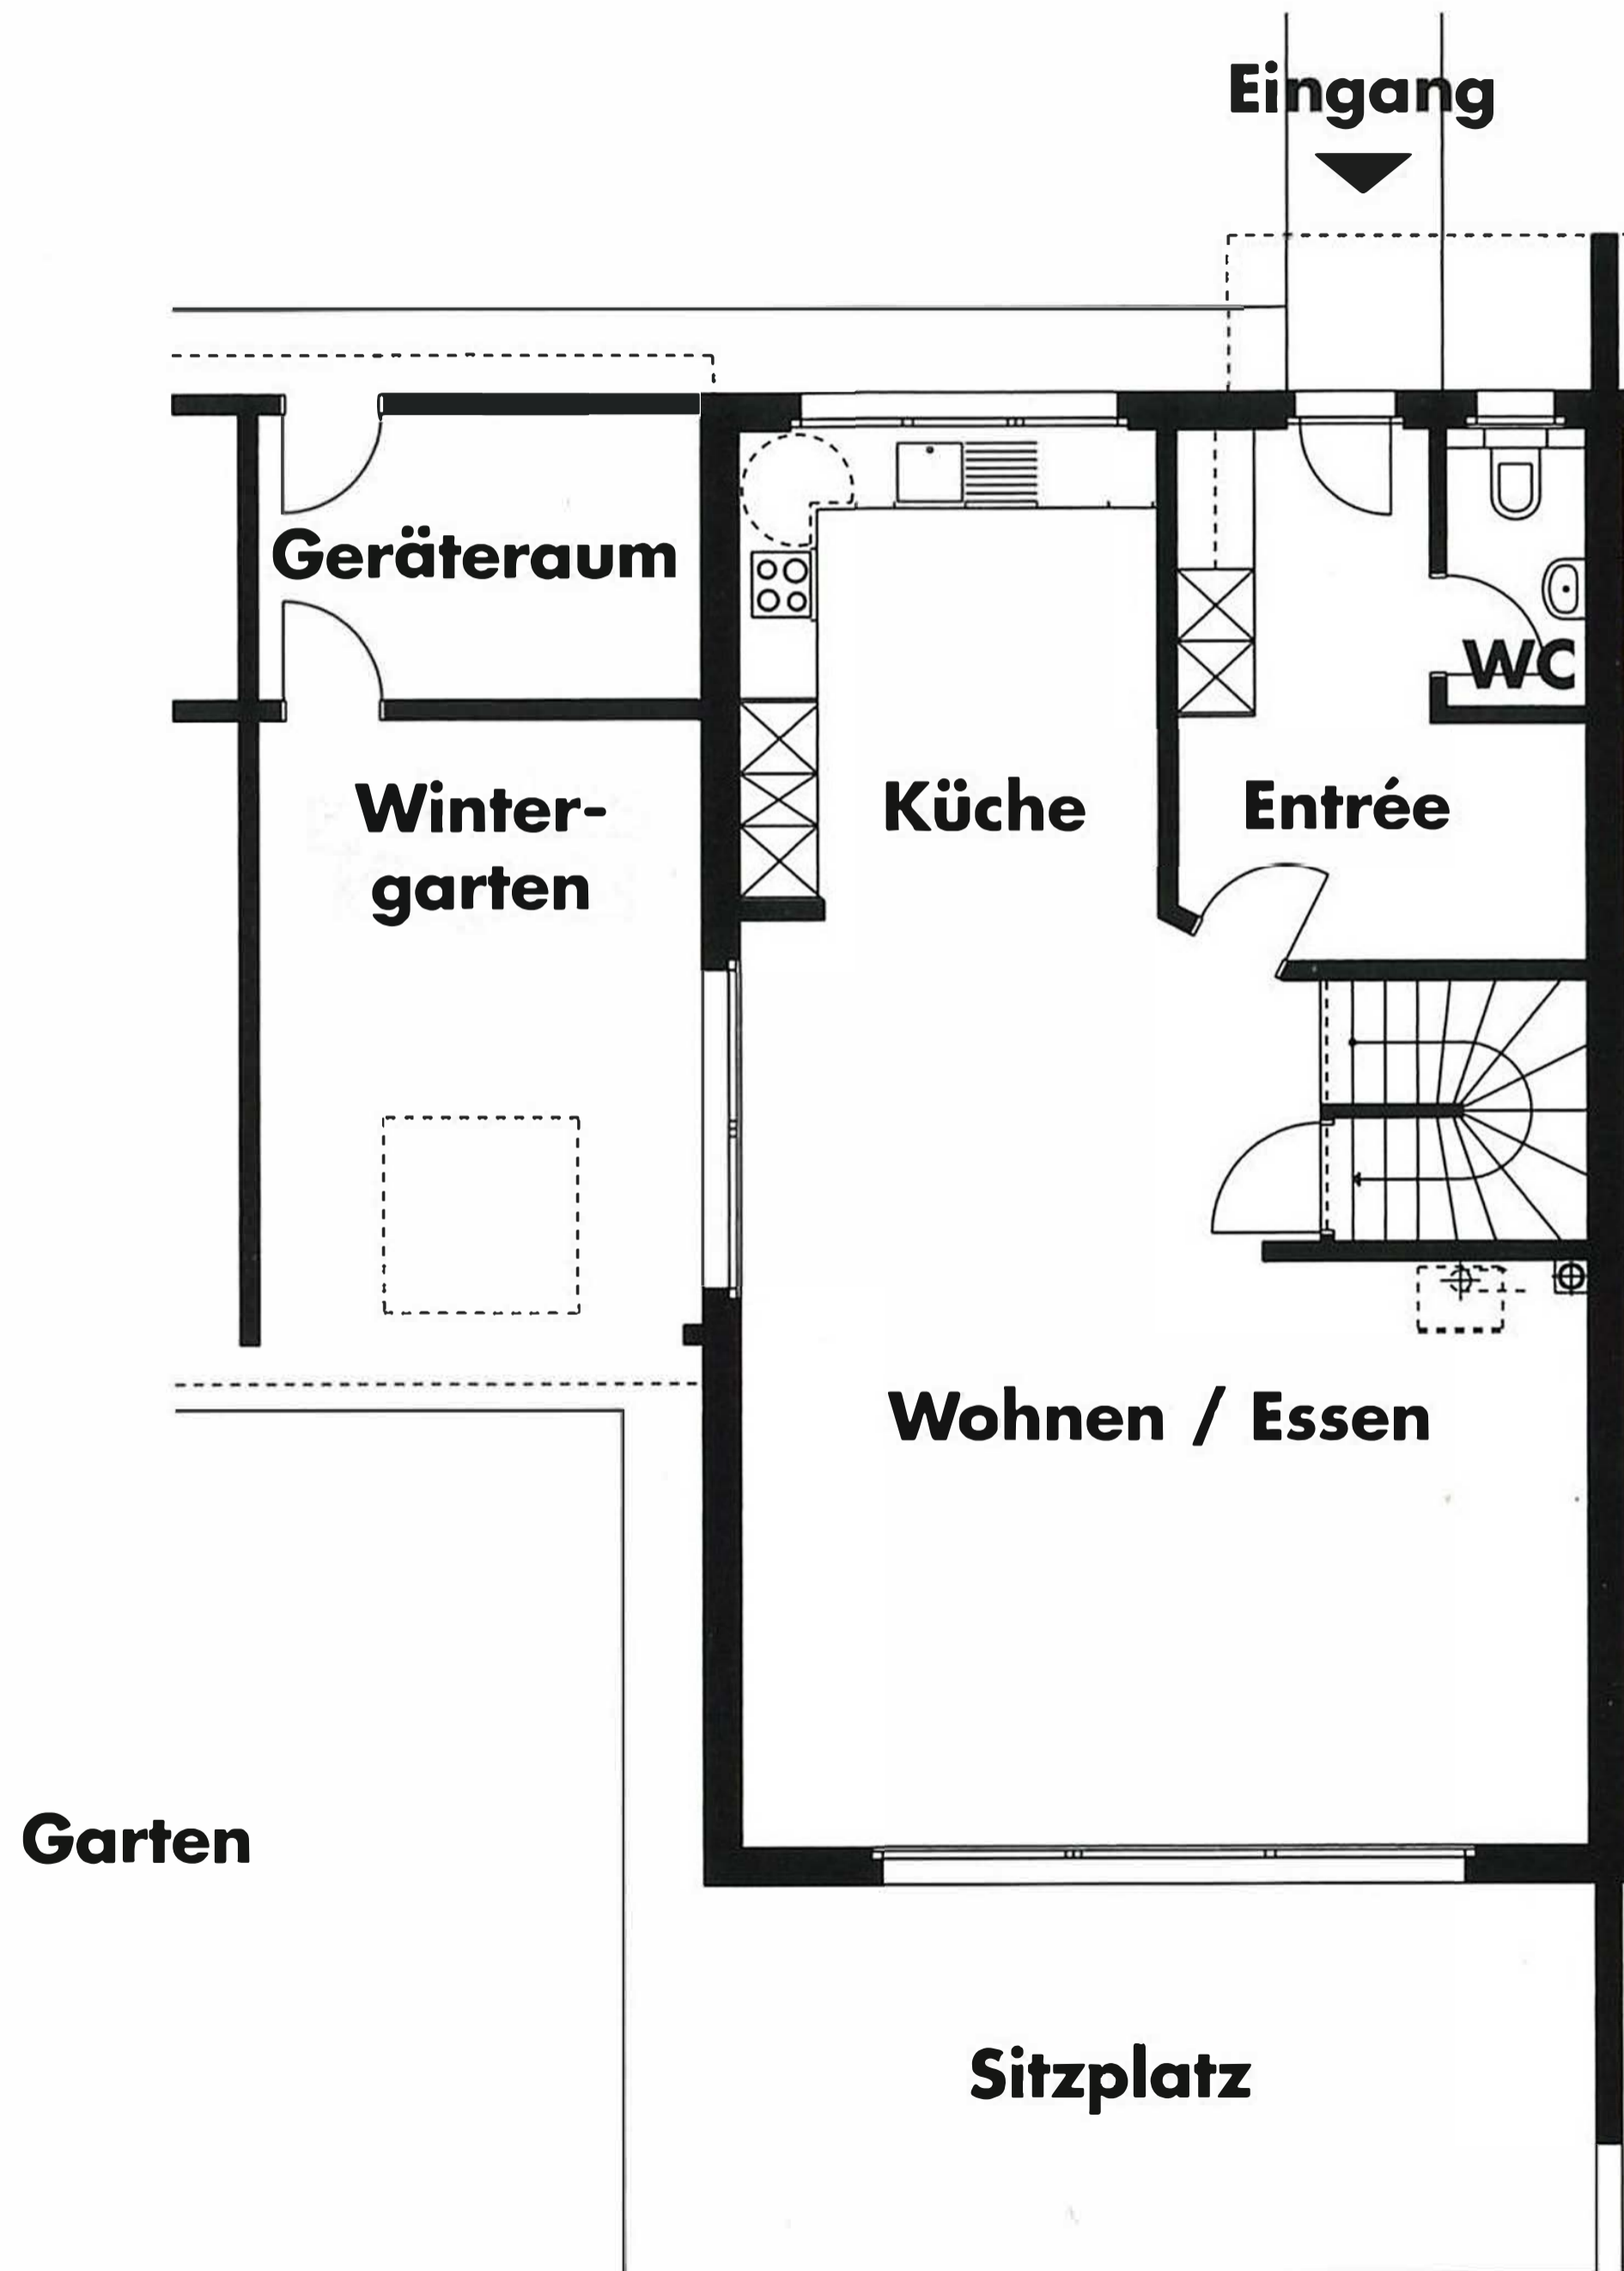 Eingang
Geräteraum
WC
Winter-
garten
Küche
Entrée
Wohnen / Essen
Garten
Sitzplatz